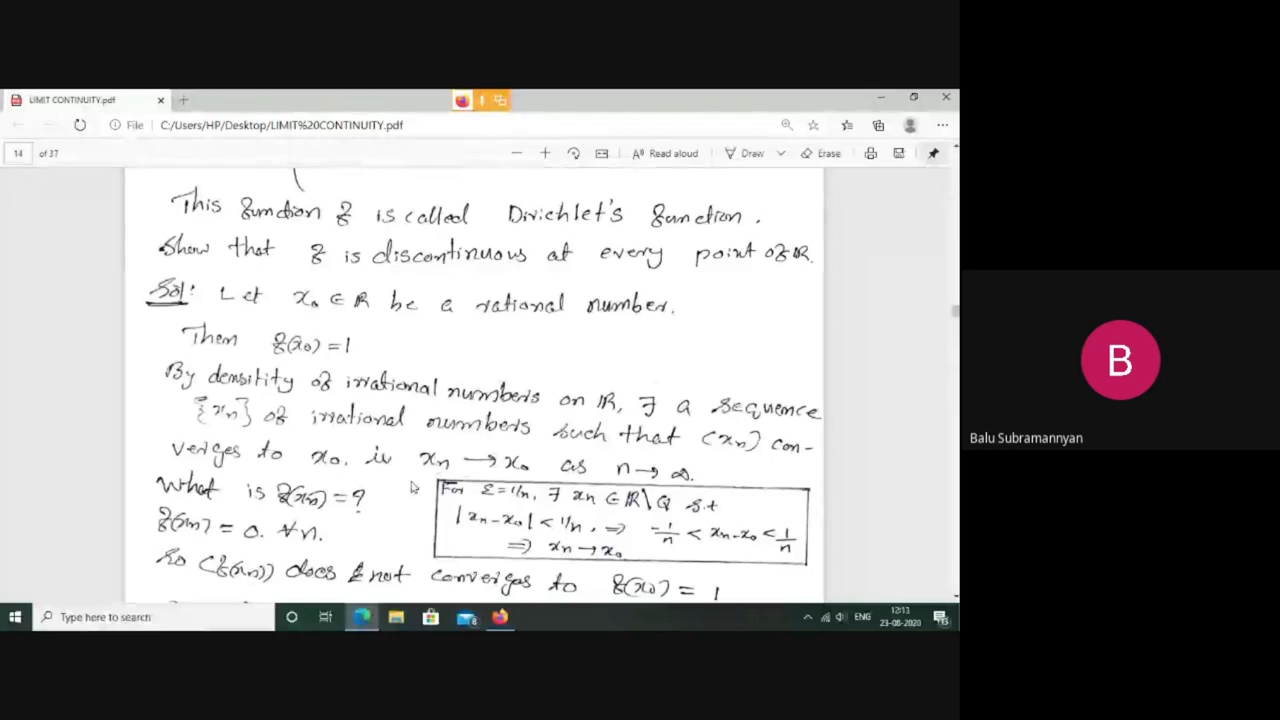 LIMIT CONTINUITY.pdf
File C:/Users/HP/Desktop/LIMIT%20CONTINUITY.pdf
14 of 37 Read aloud Draw Erase
This function f is called Dirichlet's function.
Show that f is discontinuous at every point of ℝ.
Sol: Let x₀ ∈ ℝ be a rational number.
Then f(x₀) = 1
By densitity of irrational numbers on ℝ, ∃ a sequence
{xn} of irrational numbers such that (xn) con-
verges to x₀. ie xn → x₀ as n → ∞.
What is f(xn) = ?
f(xn) = 0. ∀n.
For ε = 1/n, ∃ xn ∈ ℝ\ℚ s.t
|xn - x₀| < 1/n, ⇒ -1/n < xn - x₀ < 1/n
⇒ xn → x₀
So (f(xn)) does not converges to f(x₀) = 1
B
Balu Subramannyan
Type here to search
8
ENG
12:13
23-08-2020